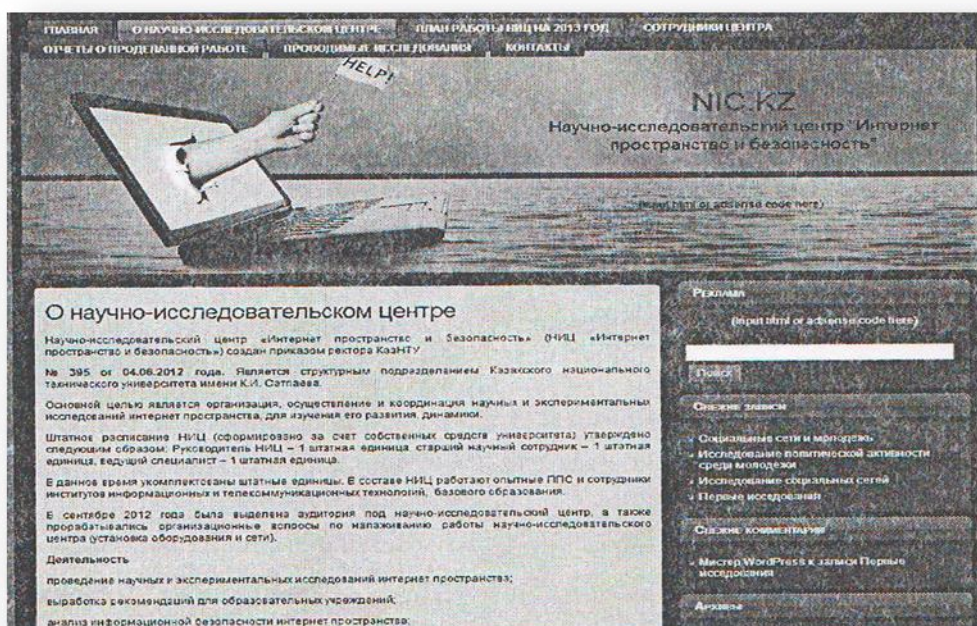 ГЛАВНАЯ О НАУЧНО-ИССЛЕДОВАТЕЛЬСКОМ ЦЕНТРЕ ПЛАН РАБОТЫ НИЦ НА 2013 ГОД СОТРУДНИКИ ЦЕНТРА
ОТЧЕТЫ О ПРОДЕЛАННОЙ РАБОТЕ ПРОВОДИМЫЕ ИССЛЕДОВАНИЯ КОНТАКТЫ
HELP!
NIC.KZ
Научно-исследовательский центр "Интернет
пространство и безопасность"
(Input html or adsense code here)
О научно-исследовательском центре
Научно-исследовательский центр «Интернет пространство и безопасность» (НИЦ «Интернет
пространство и безопасность») создан приказом ректора КазНТУ
№ 395 от 04.06.2012 года. Является структурным подразделением Казахского национального
технического университета имени К.И. Сатпаева.
Основной целью является организация, осуществление и координация научных и экспериментальных
исследований интернет пространства, для изучения его развития, динамики.
Штатное расписание НИЦ (сформировано за счет собственных средств университета) утверждено
следующим образом: Руководитель НИЦ – 1 штатная единица старший научный сотрудник – 1 штатная
единица, ведущий специалист – 1 штатная единица.
В данное время укомплектованы штатные единицы. В составе НИЦ работают опытные ППС и сотрудники
институтов информационных и телекоммуникационных технологий, базового образования.
В сентябре 2012 года была выделена аудитория под научно-исследовательский центр, а также
прорабатывались организационные вопросы по налаживанию работы научно-исследовательского
центра (установка оборудования и сети).
Деятельность
проведение научных и экспериментальных исследований интернет пространства;
выработка рекомендаций для образовательных учреждений;
анализ информационной безопасности интернет пространства;
Реклама
(Input html or adsense code here)
Поиск
Свежие записи
Социальные сети и молодежь
Исследование политической активности
среди молодежи
Исследование социальных сетей
Первые исседования
Свежие комментарии
Мистер WordPress к записи Первые
исседования
Архивы